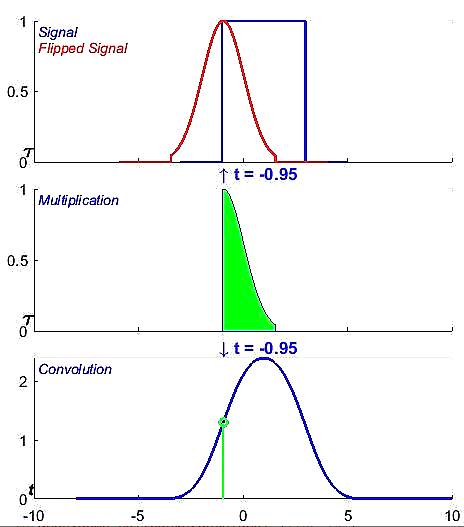 1
Signal
Flipped Signal
0.5
τ
0
↑ t = -0.95
1
Multiplication
0.5
τ
0
↓ t = -0.95
Convolution
2
1
t
0
-10 -5 0 5 10